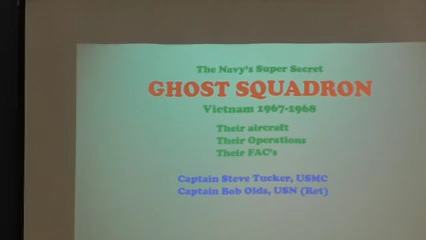 The Navy's Super Secret
GHOST SQUADRON
Vietnam 1967-1968
Their aircraft
Their Operations
Their FAC's
Captain Steve Tucker, USMC
Captain Bob Olds, USN (Ret)